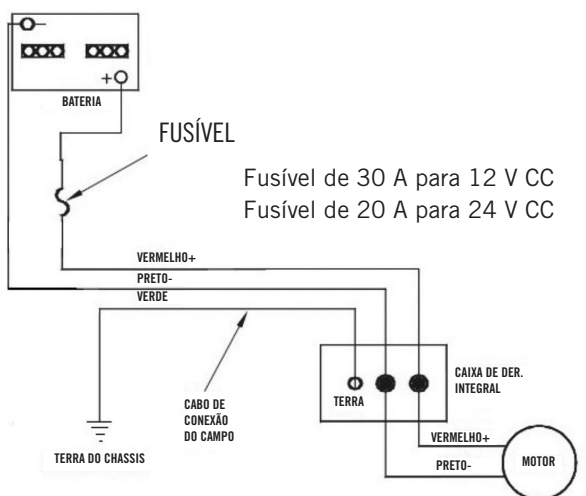 BATERIA
FUSÍVEL
Fusível de 30 A para 12 V CC
Fusível de 20 A para 24 V CC
VERMELHO+
PRETO-
VERDE
CABO DE
CONEXÃO
DO CAMPO
TERRA DO CHASSIS
TERRA
CAIXA DE DER.
INTEGRAL
VERMELHO+
PRETO-
MOTOR